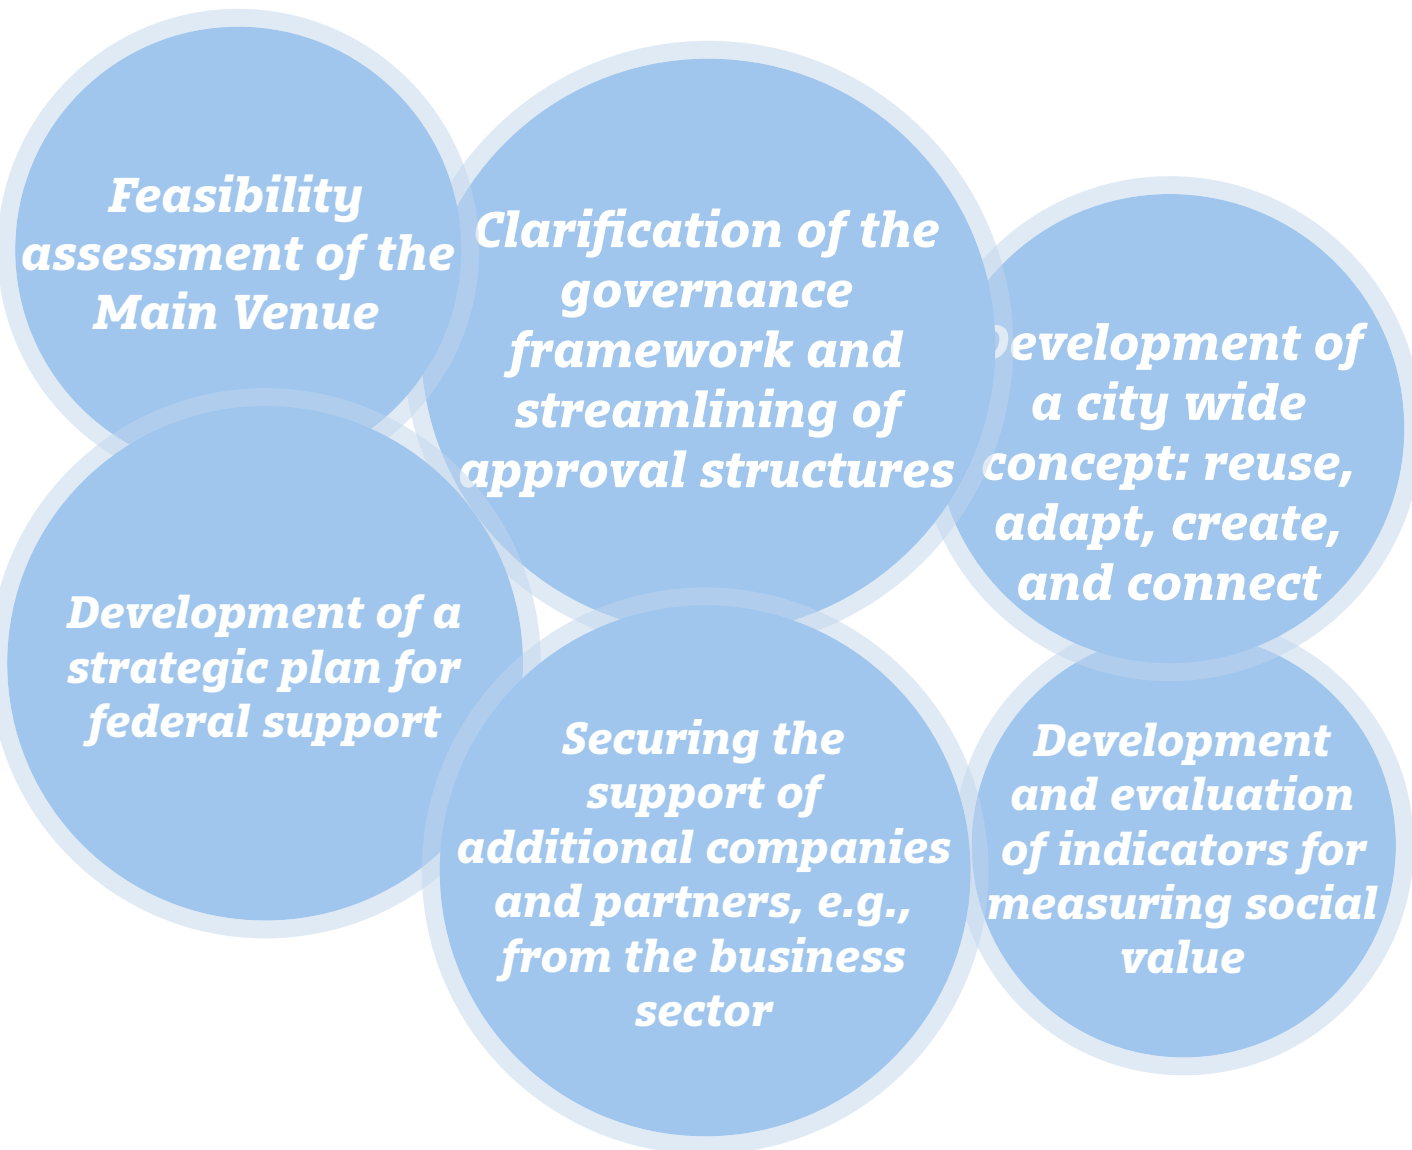 Feasibility
assessment of the
Main Venue
Clarification of the
governance
framework and
streamlining of
approval structures
Development of
a city wide
concept: reuse,
adapt, create,
and connect
Development of a
strategic plan for
federal support
Securing the
support of
additional companies
and partners, e.g.,
from the business
sector
Development
and evaluation
of indicators for
measuring social
value